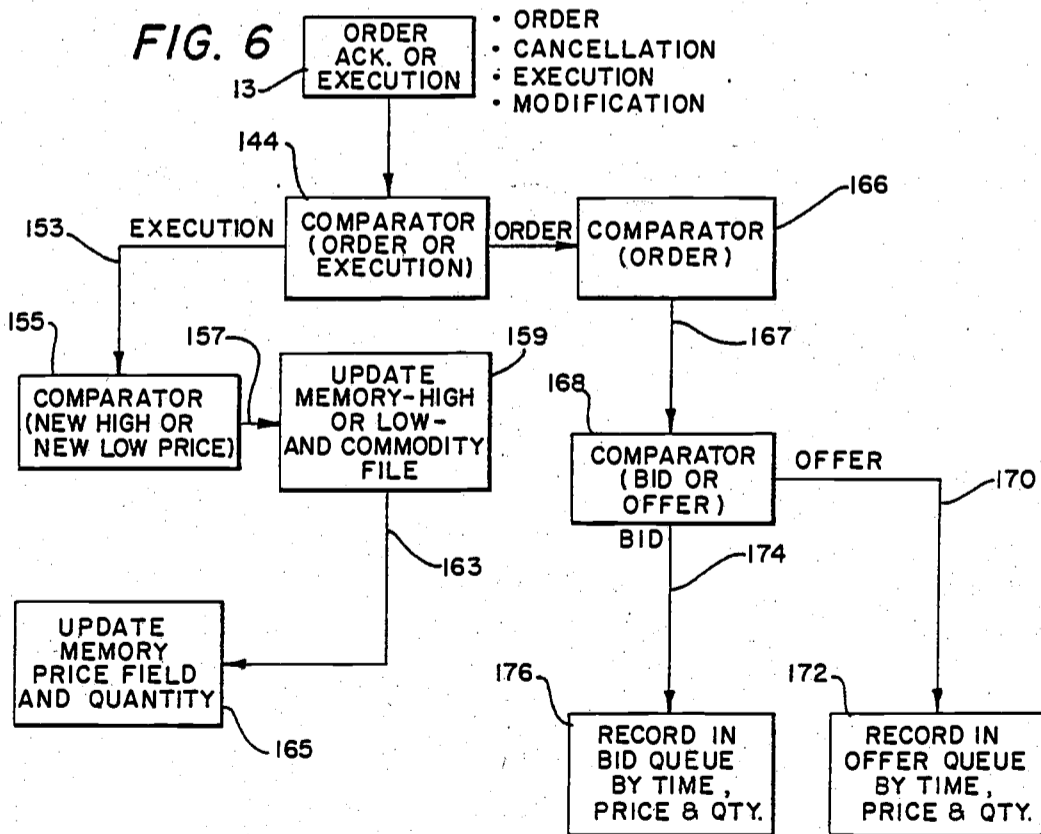 FIG. 6
ORDER
ACK. OR
EXECUTION
13
• ORDER
• CANCELLATION
• EXECUTION
• MODIFICATION
144
COMPARATOR
(ORDER OR
EXECUTION)
EXECUTION
153
ORDER
COMPARATOR
(ORDER)
166
155
COMPARATOR
(NEW HIGH OR
NEW LOW PRICE)
157
UPDATE
MEMORY-HIGH
OR LOW-
AND COMMODITY
FILE
159
167
168
COMPARATOR
(BID OR
OFFER)
OFFER
170
BID
174
163
UPDATE
MEMORY
PRICE FIELD
AND QUANTITY
165
176
RECORD IN
BID QUEUE
BY TIME,
PRICE & QTY.
172
RECORD IN
OFFER QUEUE
BY TIME,
PRICE & QTY.